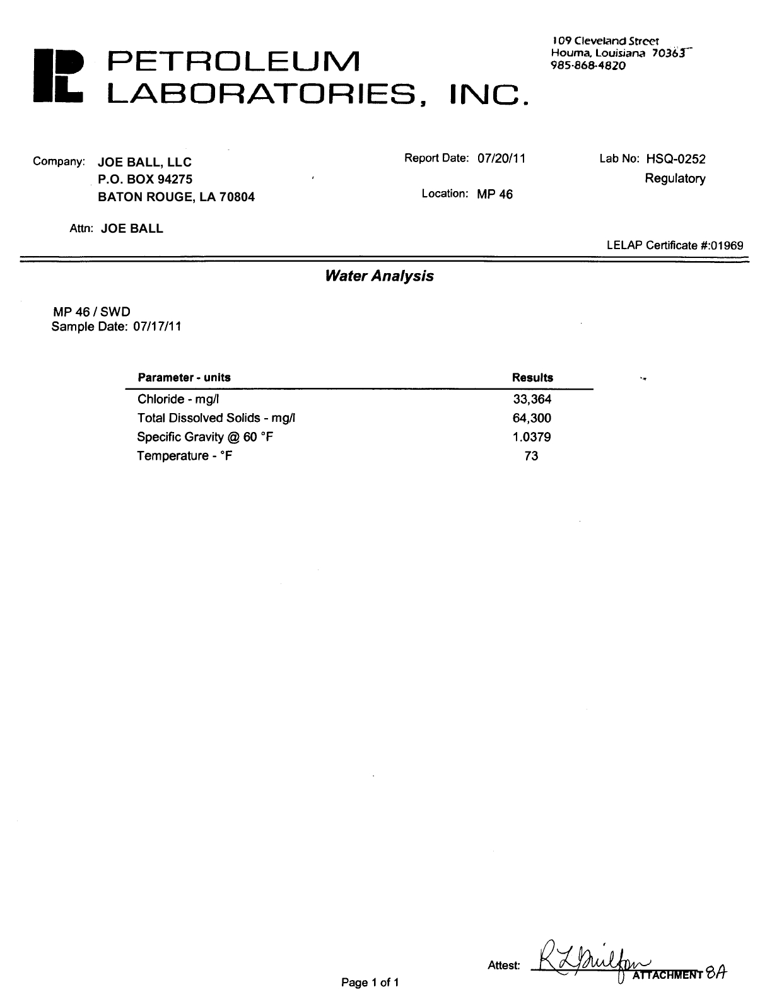 PL PETROLEUM
LABORATORIES, INC.
109 Cleveland Street
Houma, Louisiana 70363
985-868-4820
Company: JOE BALL, LLC
P.O. BOX 94275
BATON ROUGE, LA 70804
Attn: JOE BALL
Report Date: 07/20/11
Location: MP 46
Lab No: HSQ-0252
Regulatory
LELAP Certificate #:01969
Water Analysis
MP 46 / SWD
Sample Date: 07/17/11
Parameter - units Results
Chloride - mg/l 33,364
Total Dissolved Solids - mg/l 64,300
Specific Gravity @ 60 °F 1.0379
Temperature - °F 73
Attest:
ATTACHMENT 8A
Page 1 of 1